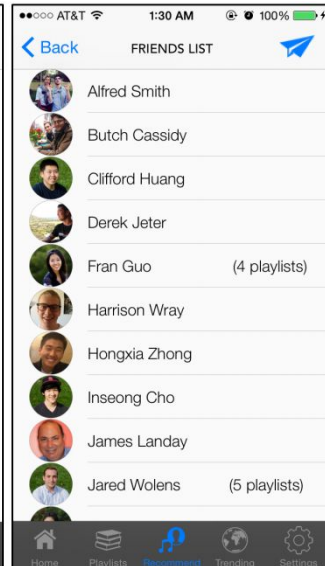 AT&T 1:30 AM 100%
Back FRIENDS LIST
Alfred Smith
Butch Cassidy
Clifford Huang
Derek Jeter
Fran Guo (4 playlists)
Harrison Wray
Hongxia Zhong
Inseong Cho
James Landay
Jared Wolens (5 playlists)
Home Playlists Recommend Trending Settings